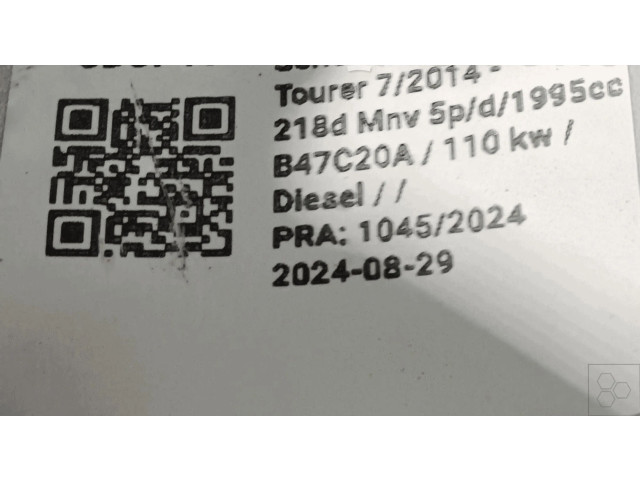 Tourer 7/2014 -
218d Mnv 5p/d/1995cc
B47C20A / 110 kw /
Diesel / /
PRA: 1045/2024
2024-08-29